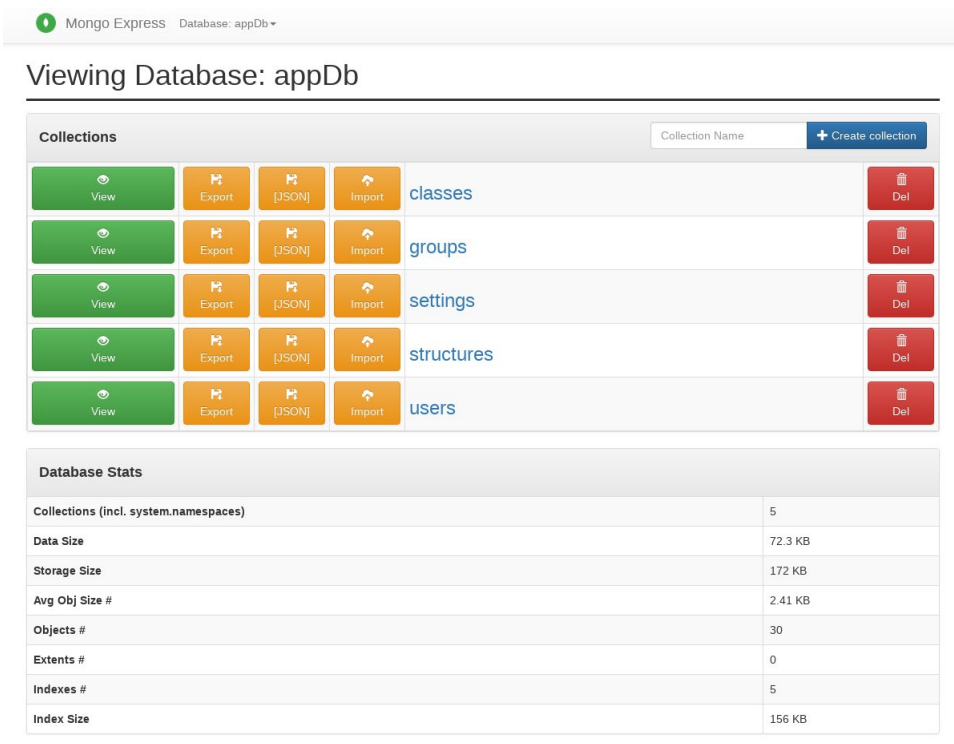 Mongo Express Database: appDb
Viewing Database: appDb
Collections Collection Name Create collection
View Export [JSON] Import classes Del
View Export [JSON] Import groups Del
View Export [JSON] Import settings Del
View Export [JSON] Import structures Del
View Export [JSON] Import users Del
Database Stats
Collections (incl. system.namespaces) 5
Data Size 72.3 KB
Storage Size 172 KB
Avg Obj Size # 2.41 KB
Objects # 30
Extents # 0
Indexes # 5
Index Size 156 KB